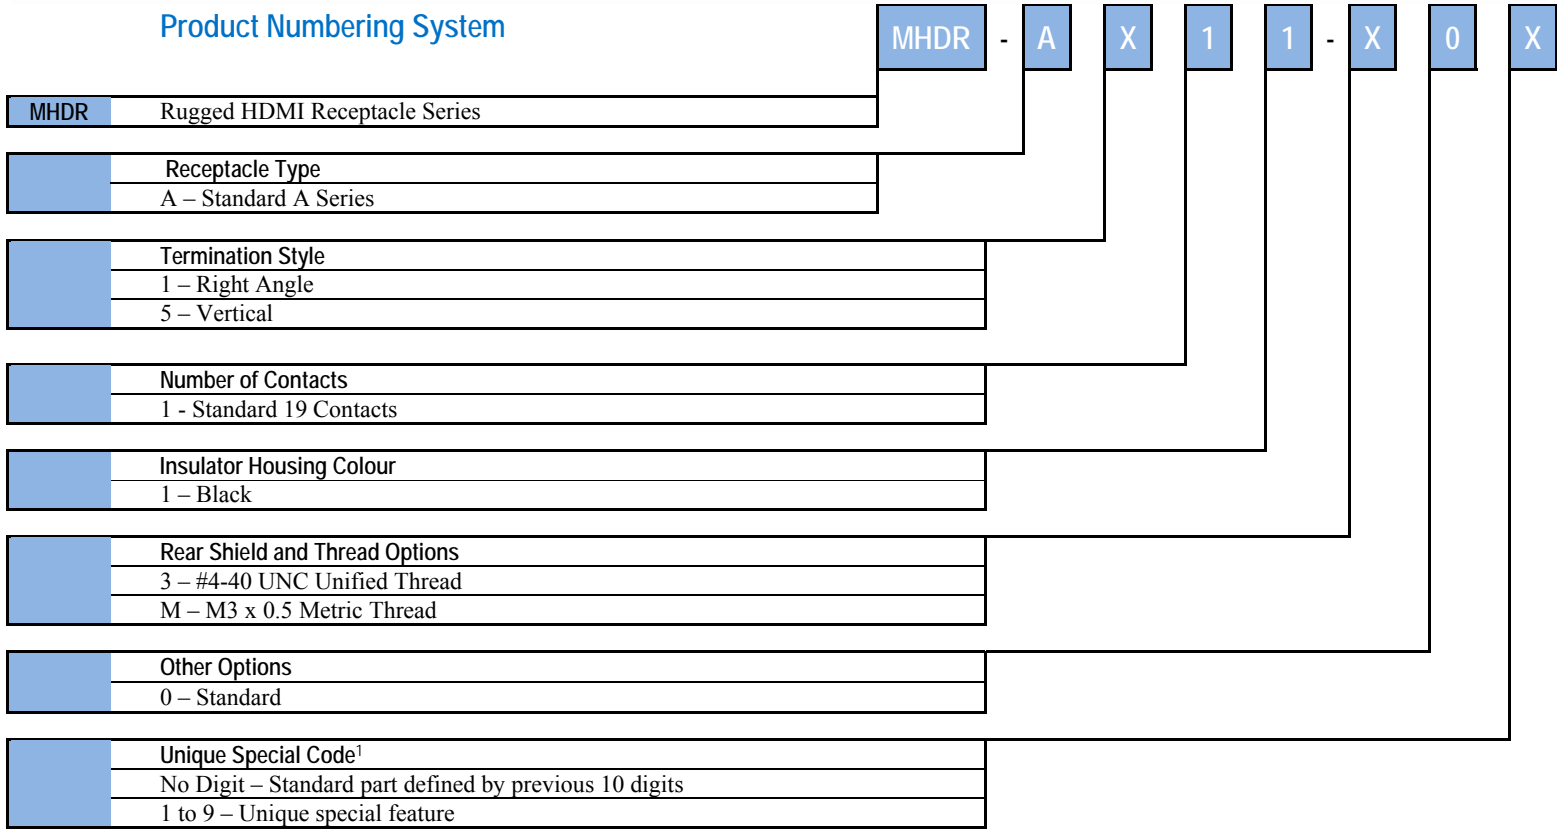 Product Numbering System
MHDR - A X 1 1 - X 0 X
MHDR Rugged HDMI Receptacle Series
Receptacle Type
A – Standard A Series
Termination Style
1 – Right Angle
5 – Vertical
Number of Contacts
1 - Standard 19 Contacts
Insulator Housing Colour
1 – Black
Rear Shield and Thread Options
3 – #4-40 UNC Unified Thread
M – M3 x 0.5 Metric Thread
Other Options
0 – Standard
Unique Special Code1
No Digit – Standard part defined by previous 10 digits
1 to 9 – Unique special feature